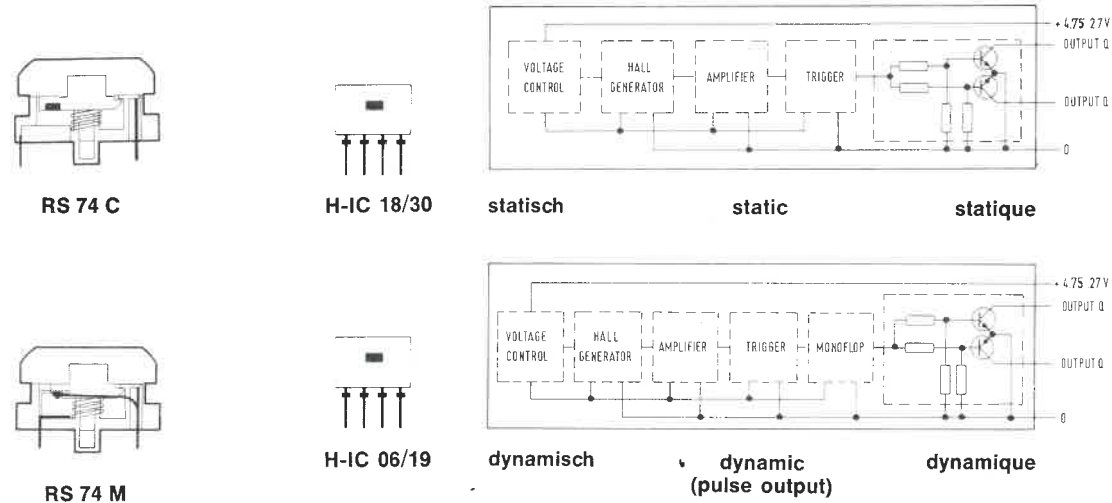 + 4.75 27V
OUTPUT Q
VOLTAGE CONTROL
HALL GENERATOR
AMPLIFIER
TRIGGER
OUTPUT Q
0
RS 74 C
H-IC 18/30
statisch static statique
+ 4.75 27V
OUTPUT Q
VOLTAGE CONTROL
HALL GENERATOR
AMPLIFIER
TRIGGER
MONOFLOP
OUTPUT Q
0
RS 74 M
H-IC 06/19
dynamisch dynamic dynamique
(pulse output)